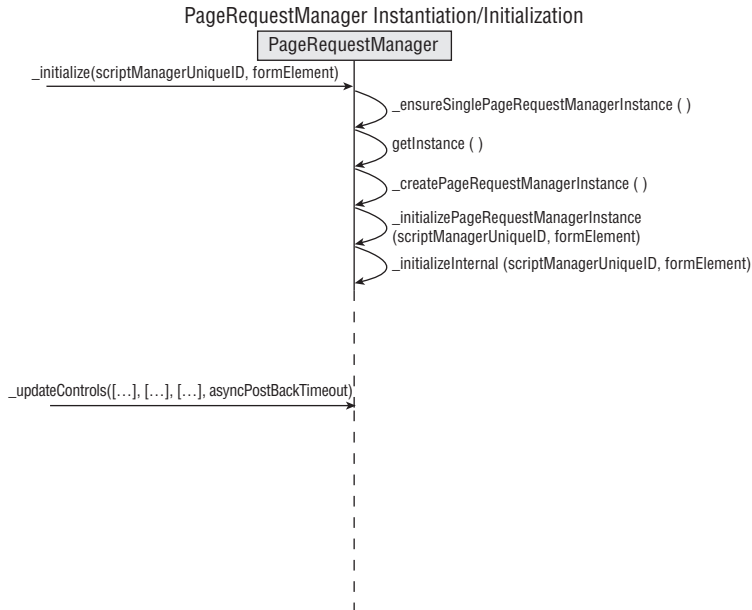 PageRequestManager Instantiation/Initialization
PageRequestManager
_initialize(scriptManagerUniqueID, formElement)
_ensureSinglePageRequestManagerInstance ( )
getInstance ( )
_createPageRequestManagerInstance ( )
_initializePageRequestManagerInstance
(scriptManagerUniqueID, formElement)
_initializeInternal (scriptManagerUniqueID, formElement)
_updateControls([…], […], […], asyncPostBackTimeout)